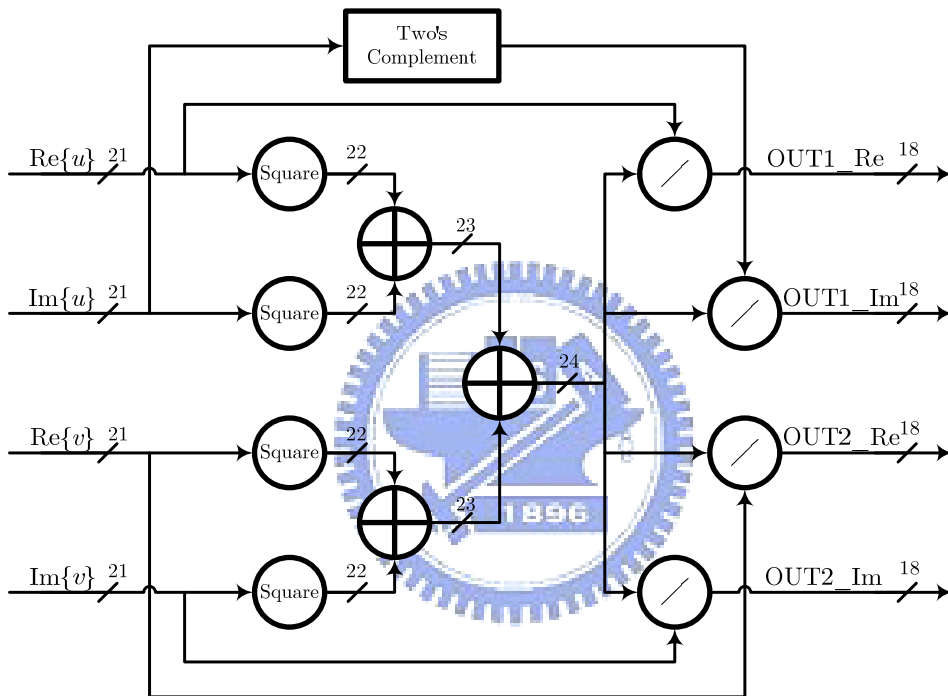 Two's
Complement
Re{u} 21
Square
22
OUT1_Re 18
23
Im{u} 21
Square
22
OUT1_Im 18
24
Re{v} 21
Square
22
OUT2_Re 18
23
1896
Im{v} 21
Square
22
OUT2_Im 18